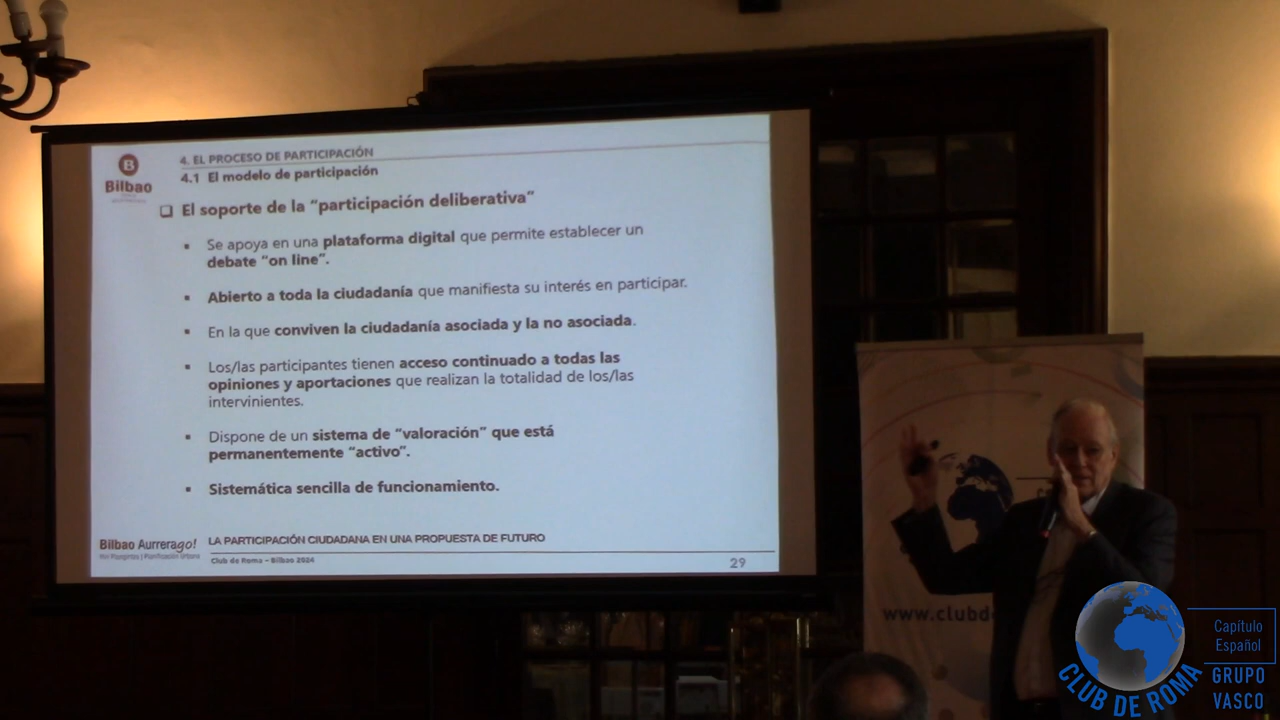 4. EL PROCESO DE PARTICIPACIÓN
4.1 El modelo de participación
B
Bilbao
El soporte de la “participación deliberativa”
Se apoya en una plataforma digital que permite establecer un
debate “on line”.
Abierto a toda la ciudadanía que manifiesta su interés en participar.
En la que conviven la ciudadanía asociada y la no asociada.
Los/las participantes tienen acceso continuado a todas las
opiniones y aportaciones que realizan la totalidad de los/las
intervinientes.
Dispone de un sistema de “valoración” que está
permanentemente “activo”.
Sistemática sencilla de funcionamiento.
Bilbao Aurrerago!
LA PARTICIPACIÓN CIUDADANA EN UNA PROPUESTA DE FUTURO
Club de Roma – Bilbao 2024
29
www.clubd
CLUB DE ROMA
Capítulo
Español
GRUPO
VASCO